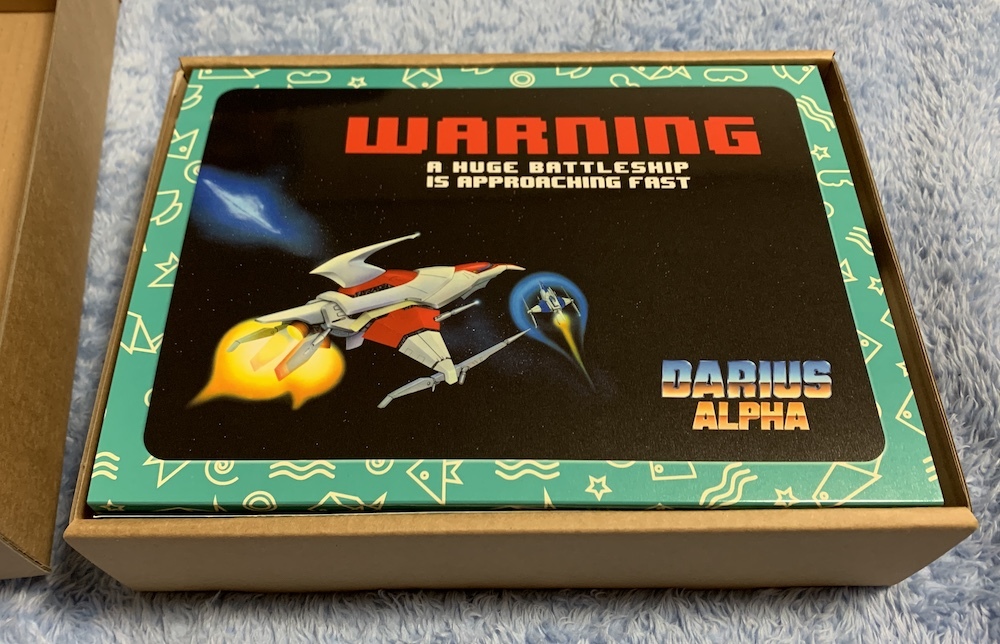 WARNING
A HUGE BATTLESHIP
IS APPROACHING FAST
DARIUS
ALPHA